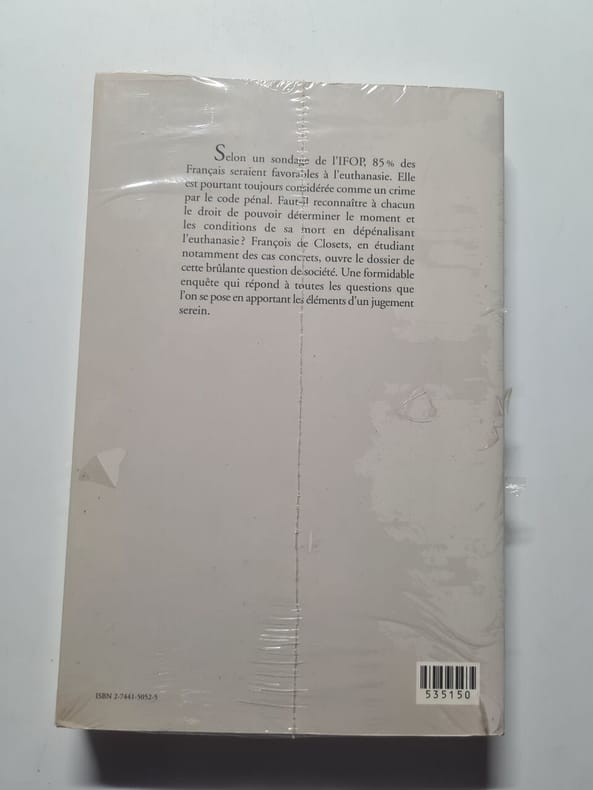 Selon un sondage de l'IFOP, 85 % des
Français seraient favorables à l'euthanasie. Elle
est pourtant toujours considérée comme un crime
par le code pénal. Faut-il reconnaître à chacun
le droit de pouvoir déterminer le moment et
les conditions de sa mort en dépénalisant
l'euthanasie ? François de Closets, en étudiant
notamment des cas concrets, ouvre le dossier de
cette brûlante question de société. Une formidable
enquête qui répond à toutes les questions que
l'on se pose en apportant les éléments d'un jugement
serein.
ISBN 2-7441-5052-5
535150